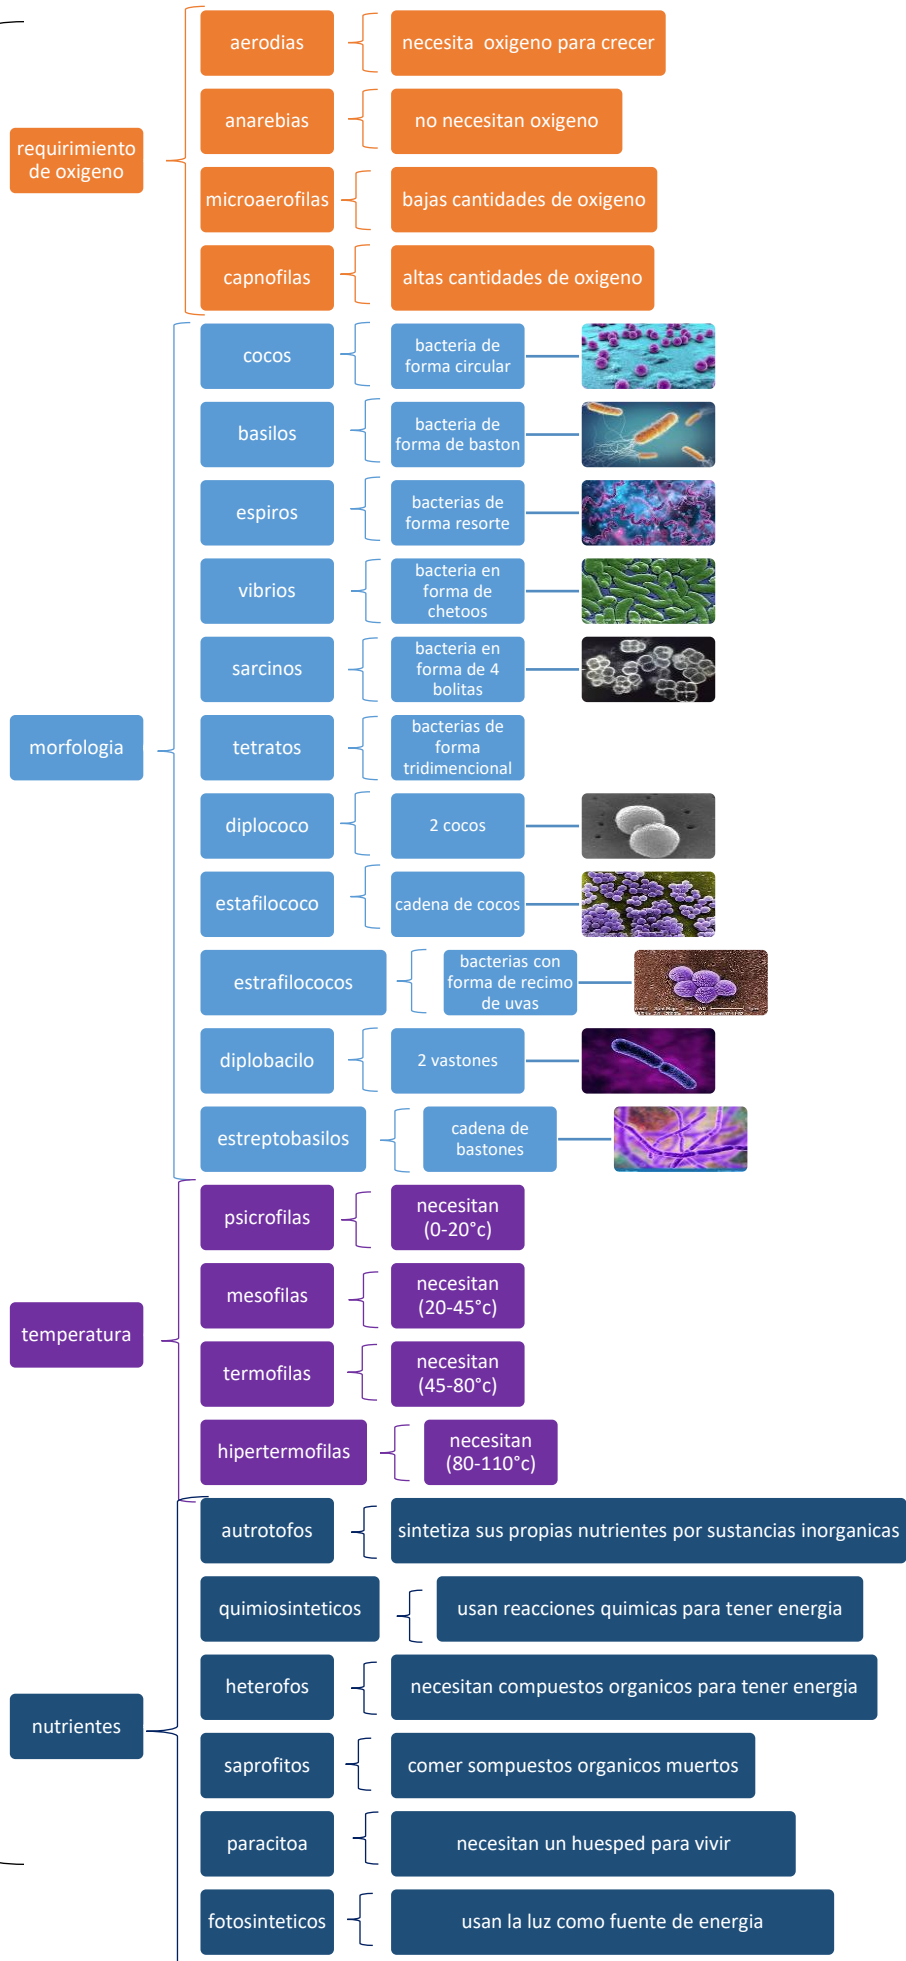 requirimiento
de oxigeno
aerodias
necesita  oxigeno para crecer
anarebias
no necesitan oxigeno
microaerofilas
bajas cantidades de oxigeno
capnofilas
altas cantidades de oxigeno
morfologia
cocos
bacteria de
forma circular
basilos
bacteria de
forma de baston
espiros
bacterias de
forma resorte
vibrios
bacteria en
forma de
chetoos
sarcinos
bacteria en
forma de 4
bolitas
tetratos
bacterias de
forma
tridimencional
diplococo
2 cocos
estafilococo
cadena de cocos
estrafilococos
bacterias con
forma de recimo
de uvas
diplobacilo
2 vastones
estreptobasilos
cadena de
bastones
temperatura
psicrofilas
necesitan
(0-20°c)
mesofilas
necesitan
(20-45°c)
termofilas
necesitan
(45-80°c)
hipertermofilas
necesitan
(80-110°c)
nutrientes
autrotofos
sintetiza sus propias nutrientes por sustancias inorganicas
quimiosinteticos
usan reacciones quimicas para tener energia
heterofos
necesitan compuestos organicos para tener energia
saprofitos
comer sompuestos organicos muertos
paracitoa
necesitan un huesped para vivir
fotosinteticos
usan la luz como fuente de energia